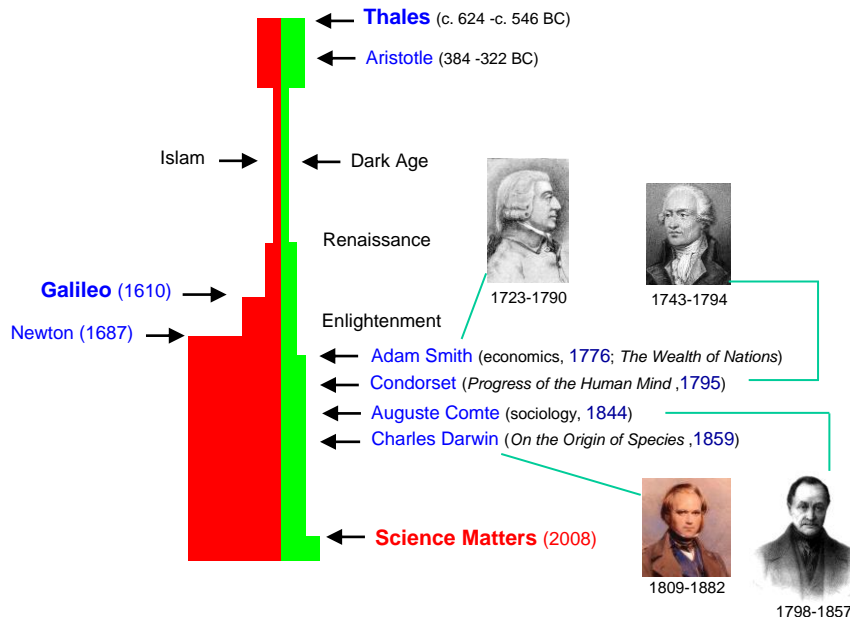 Thales (c. 624 -c. 546 BC)
Aristotle (384 -322 BC)
Islam
Dark Age
Renaissance
1723-1790
1743-1794
Galileo (1610)
Enlightenment
Newton (1687)
Adam Smith (economics, 1776; The Wealth of Nations)
Condorset (Progress of the Human Mind ,1795)
Auguste Comte (sociology, 1844)
Charles Darwin (On the Origin of Species ,1859)
Science Matters (2008)
1809-1882
1798-1857